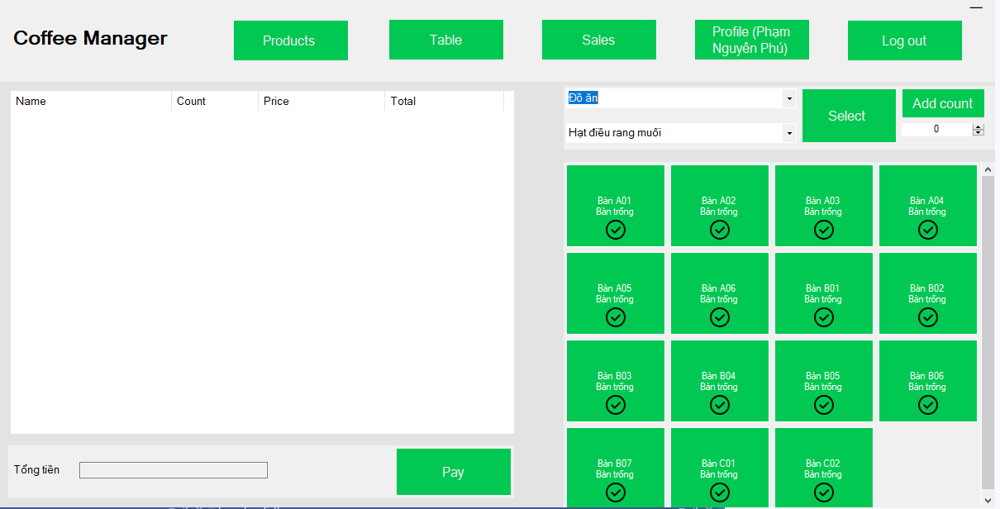 Coffee Manager
Products
Table
Sales
Profile (Phạm
Nguyên Phú)
Log out
Name Count Price Total
Đồ ăn
Hạt điều rang muối
Select
Add count
0
Bàn A01
Bàn trống
Bàn A02
Bàn trống
Bàn A03
Bàn trống
Bàn A04
Bàn trống
Bàn A05
Bàn trống
Bàn A06
Bàn trống
Bàn B01
Bàn trống
Bàn B02
Bàn trống
Bàn B03
Bàn trống
Bàn B04
Bàn trống
Bàn B05
Bàn trống
Bàn B06
Bàn trống
Bàn B07
Bàn trống
Bàn C01
Bàn trống
Bàn C02
Bàn trống
Tổng tiền
Pay